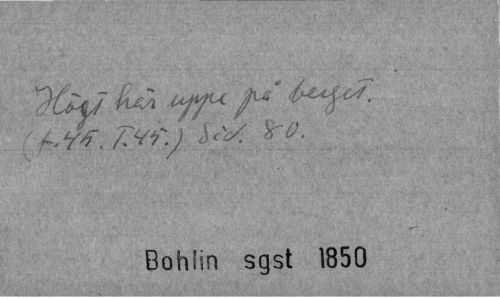 Högt här uppe på berget.
(t.45. T.45.) Sid. 80.
Bohlin sgst 1850